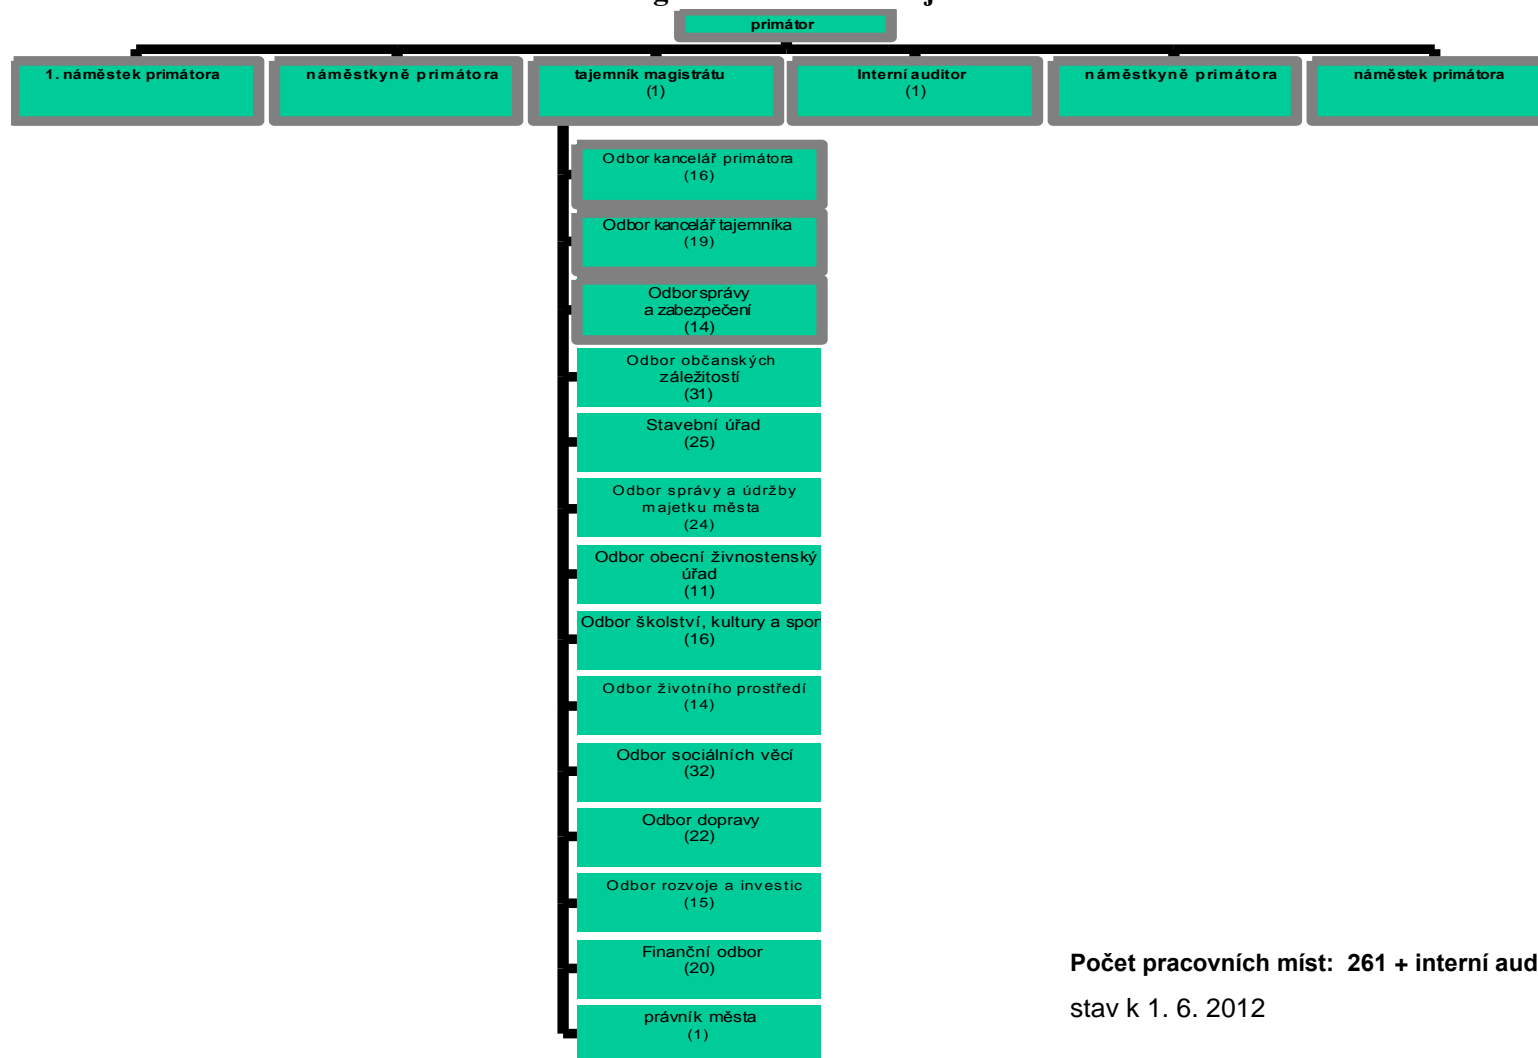 primátor
1. náměstek primátora
náměstkyně primátora
tajemník magistrátu
(1)
Interní auditor
(1)
náměstkyně primátora
náměstek primátora
Odbor kancelář primátora
(16)
Odbor kancelář tajemníka
(19)
Odbor správy
a zabezpečení
(14)
Odbor občanských
záležitostí
(31)
Stavební úřad
(25)
Odbor správy a údržby
majetku města
(24)
Odbor obecní živnostenský
úřad
(11)
Odbor školství, kultury a spor
(16)
Odbor životního prostředí
(14)
Odbor sociálních věcí
(32)
Odbor dopravy
(22)
Odbor rozvoje a investic
(15)
Finanční odbor
(20)
právník města
(1)
Počet pracovních míst: 261 + interní aud
stav k 1. 6. 2012